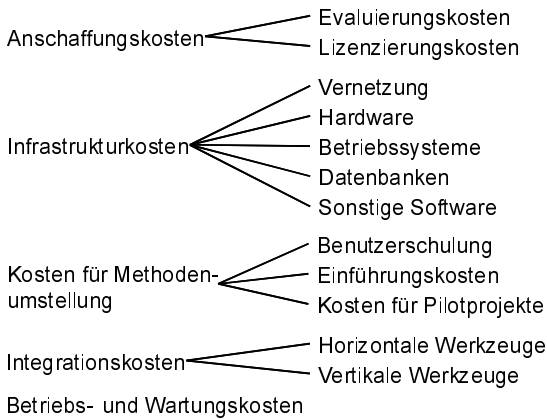 Anschaffungskosten
Evaluierungskosten
Lizenzierungskosten
Infrastrukturkosten
Vernetzung
Hardware
Betriebssysteme
Datenbanken
Sonstige Software
Kosten für Methoden-
umstellung
Benutzerschulung
Einführungskosten
Kosten für Pilotprojekte
Integrationskosten
Horizontale Werkzeuge
Vertikale Werkzeuge
Betriebs- und Wartungskosten